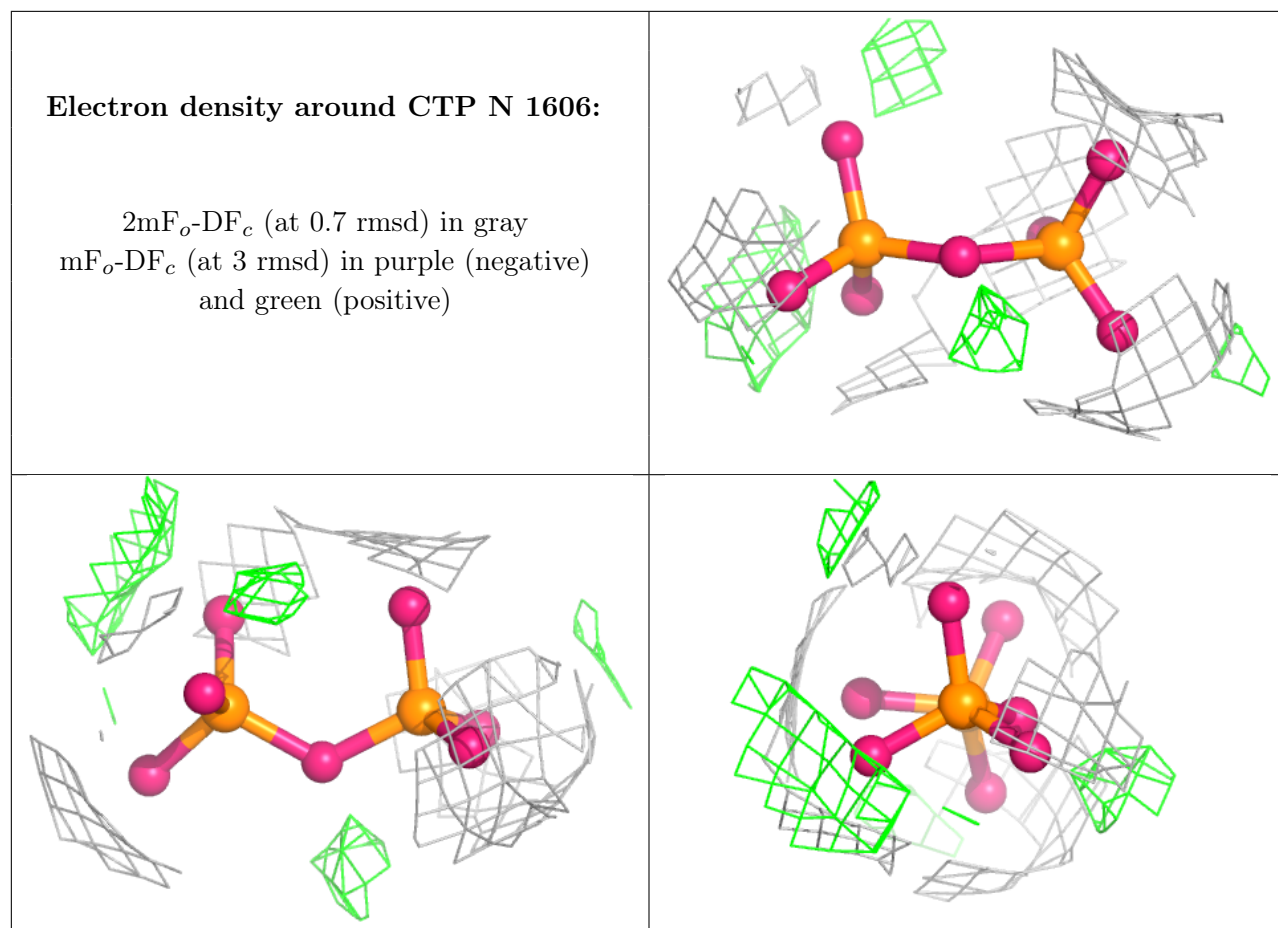 Electron density around CTP N 1606:
2mFo-DFc (at 0.7 rmsd) in gray
mFo-DFc (at 3 rmsd) in purple (negative)
and green (positive)